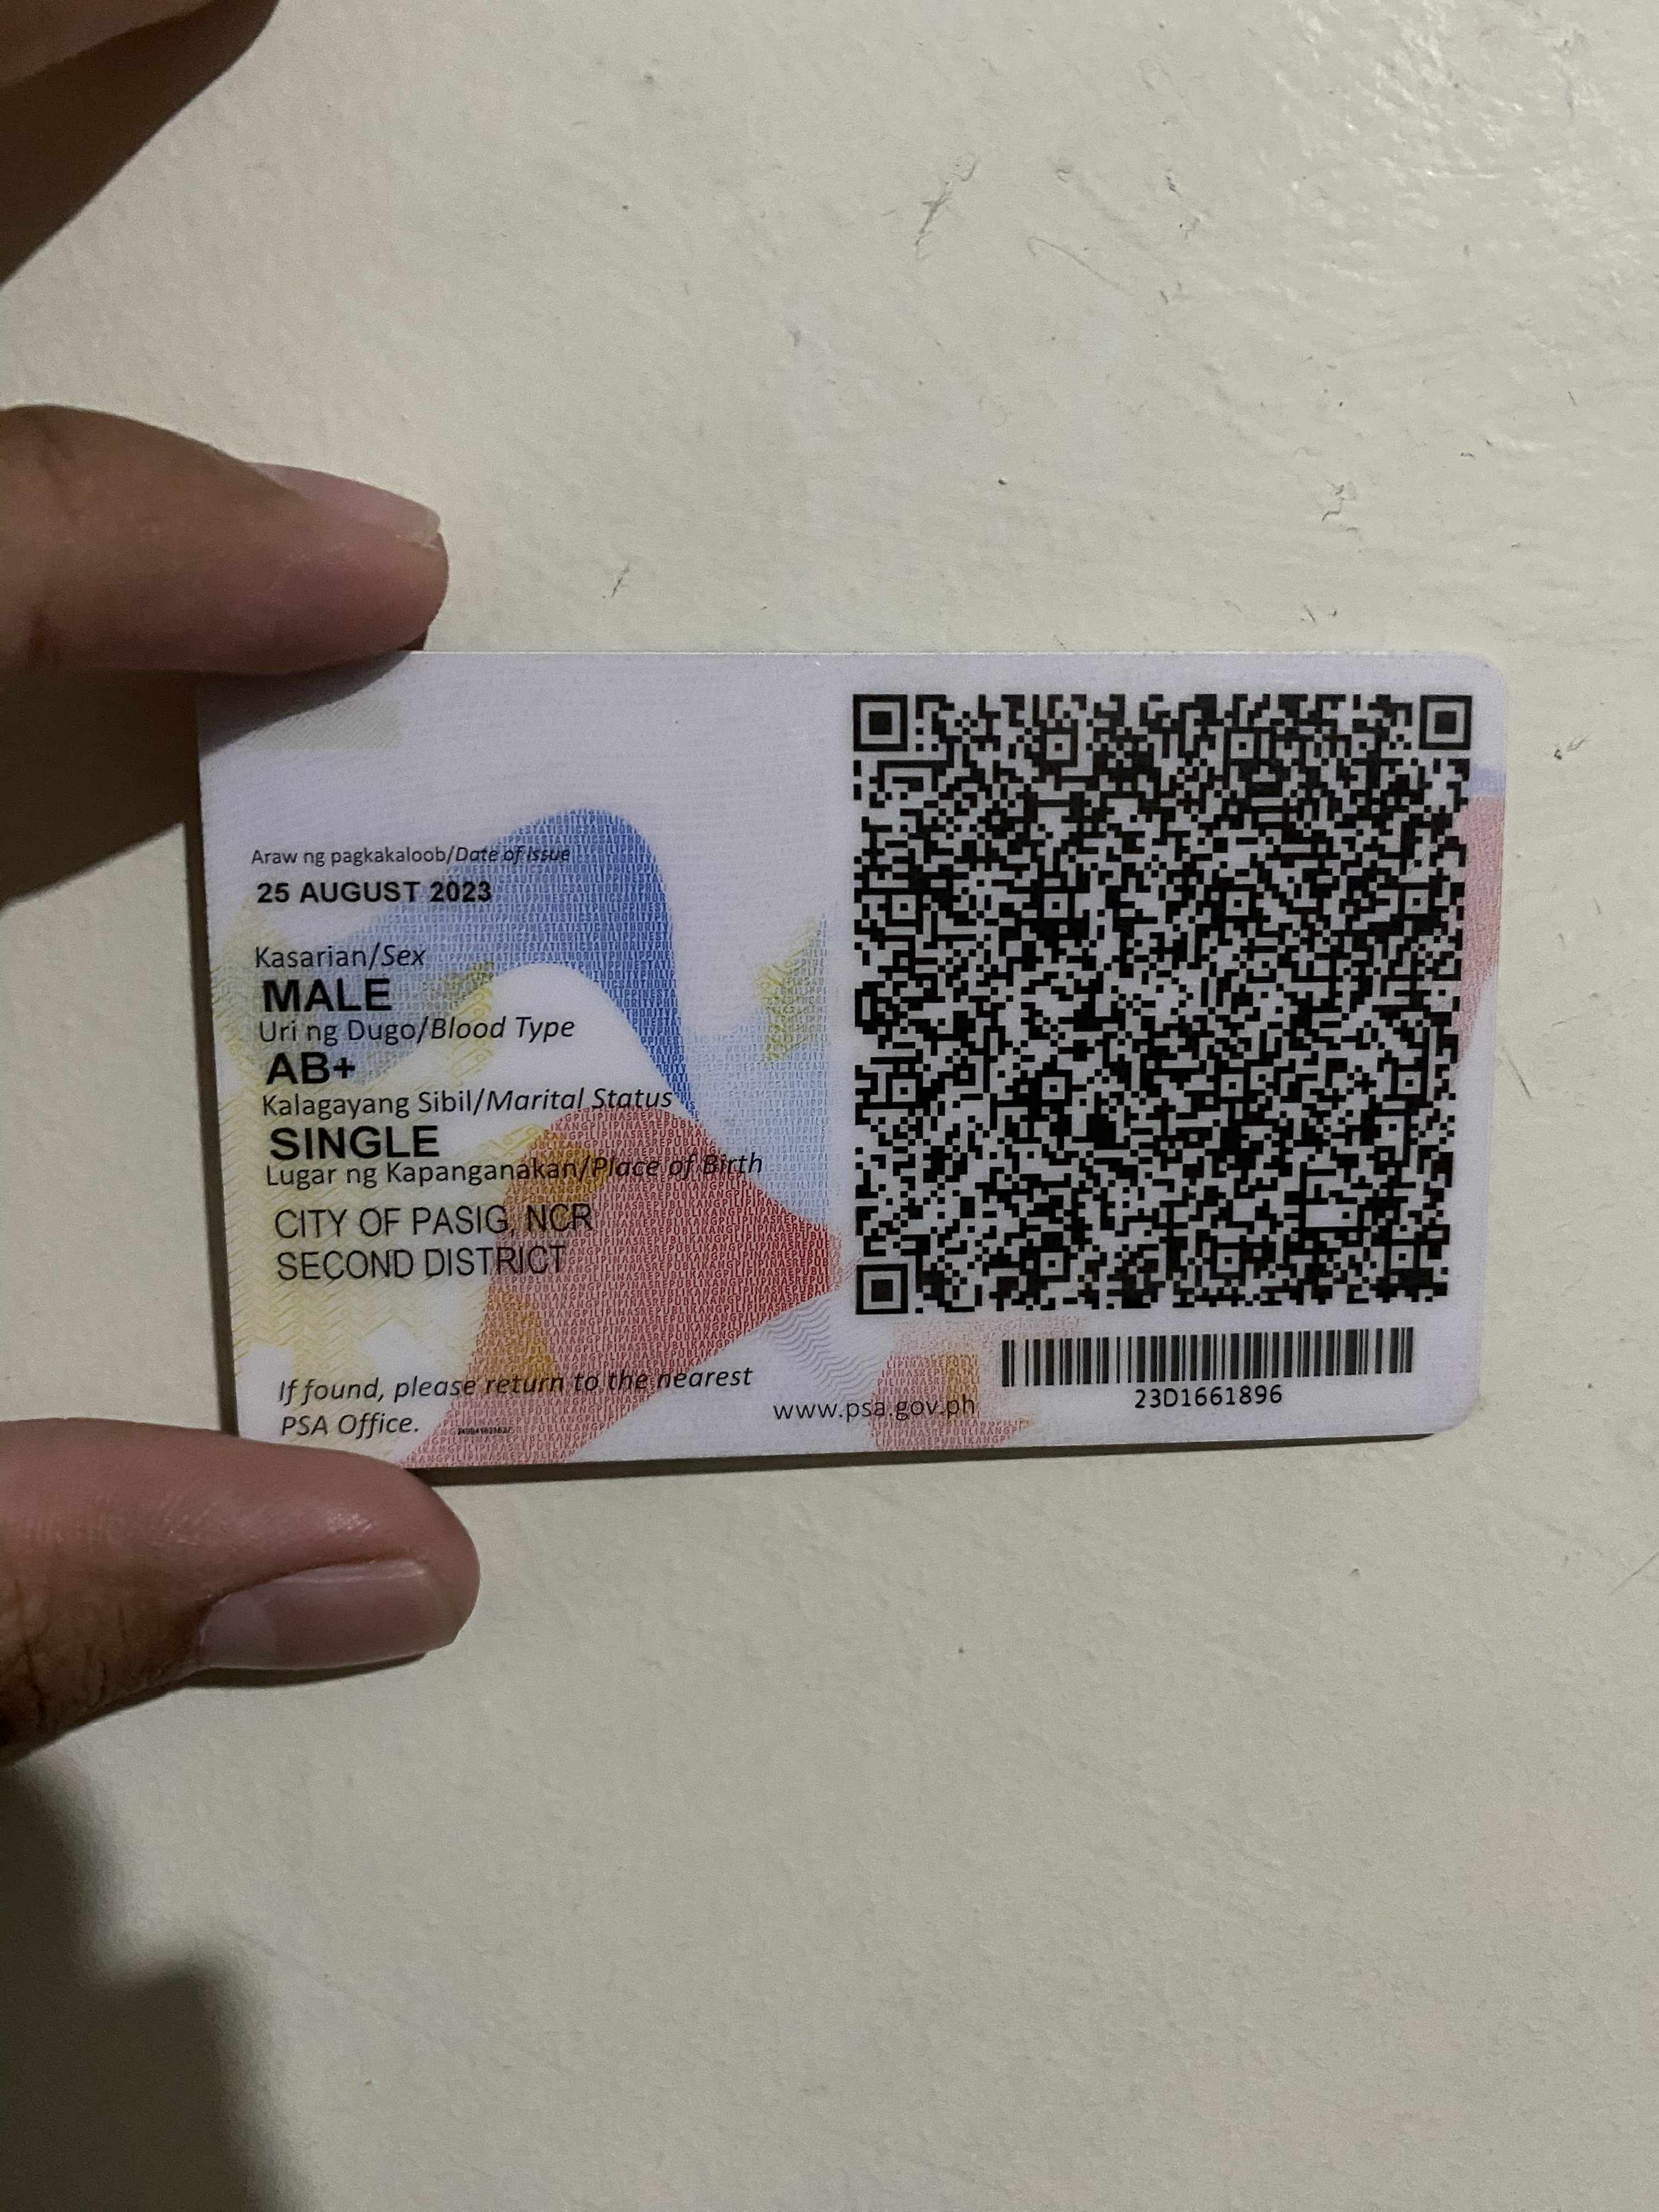 Araw ng pagkakaloob/Date of Issue
25 AUGUST 2023
Kasarian/Sex
MALE
Uri ng Dugo/Blood Type
AB+
Kalagayang Sibil/Marital Status
SINGLE
Lugar ng Kapanganakan/Place of Birth
CITY OF PASIG, NCR
SECOND DISTRICT
If found, please return to the nearest
PSA Office.
www.psa.gov.ph
23D1661896